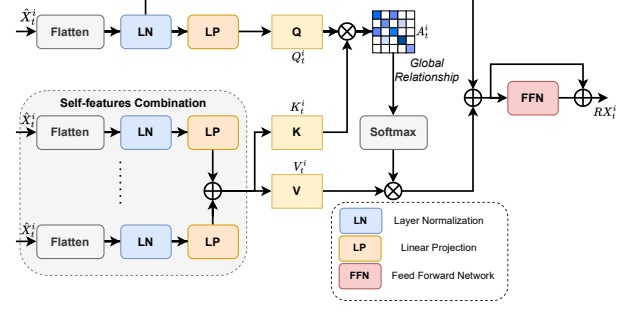 X̂ₜⁱ
Flatten
LN
LP
Q
Qₜⁱ
Aₜⁱ
Global
Relationship
Self-features Combination
X̂ₜⁱ
Flatten
LN
LP
Kₜⁱ
K
Softmax
FFN
RXₜⁱ
Vₜⁱ
V
X̂ₜⁱ
Flatten
LN
LP
LN Layer Normalization
LP Linear Projection
FFN Feed Forward Network